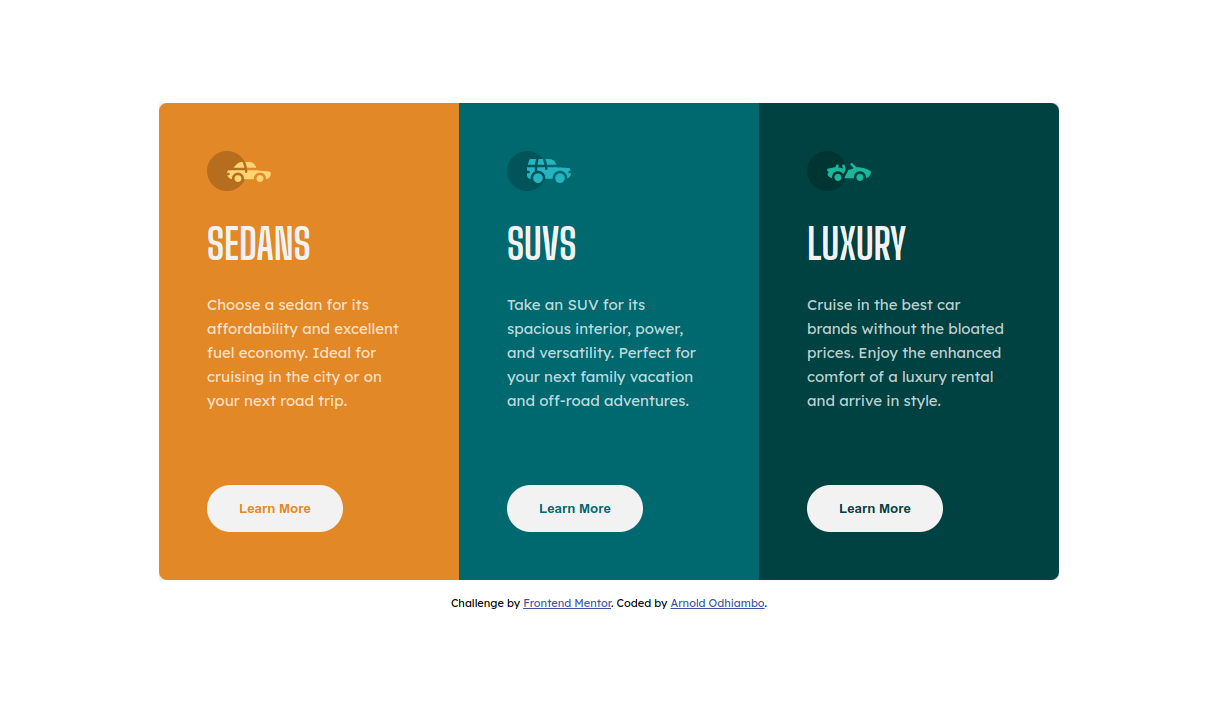 SEDANS
Choose a sedan for its
affordability and excellent
fuel economy. Ideal for
cruising in the city or on
your next road trip.
Learn More
SUVS
Take an SUV for its
spacious interior, power,
and versatility. Perfect for
your next family vacation
and off-road adventures.
Learn More
LUXURY
Cruise in the best car
brands without the bloated
prices. Enjoy the enhanced
comfort of a luxury rental
and arrive in style.
Learn More
Challenge by Frontend Mentor. Coded by Arnold Odhiambo.